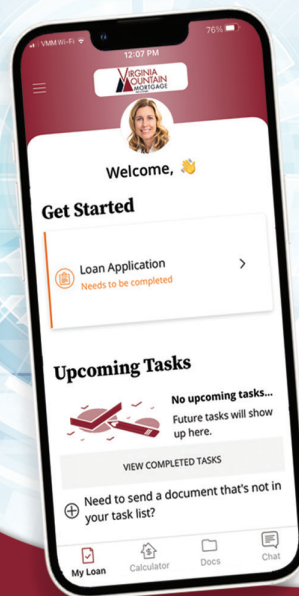 VMM Wi-Fi
76%
12:07 PM
VIRGINIA
MOUNTAIN
MORTGAGE
Welcome, 👋
Get Started
Loan Application
Needs to be completed
Upcoming Tasks
No upcoming tasks...
Future tasks will show
up here.
VIEW COMPLETED TASKS
Need to send a document that's not in
your task list?
My Loan
Calculator
Docs
Chat